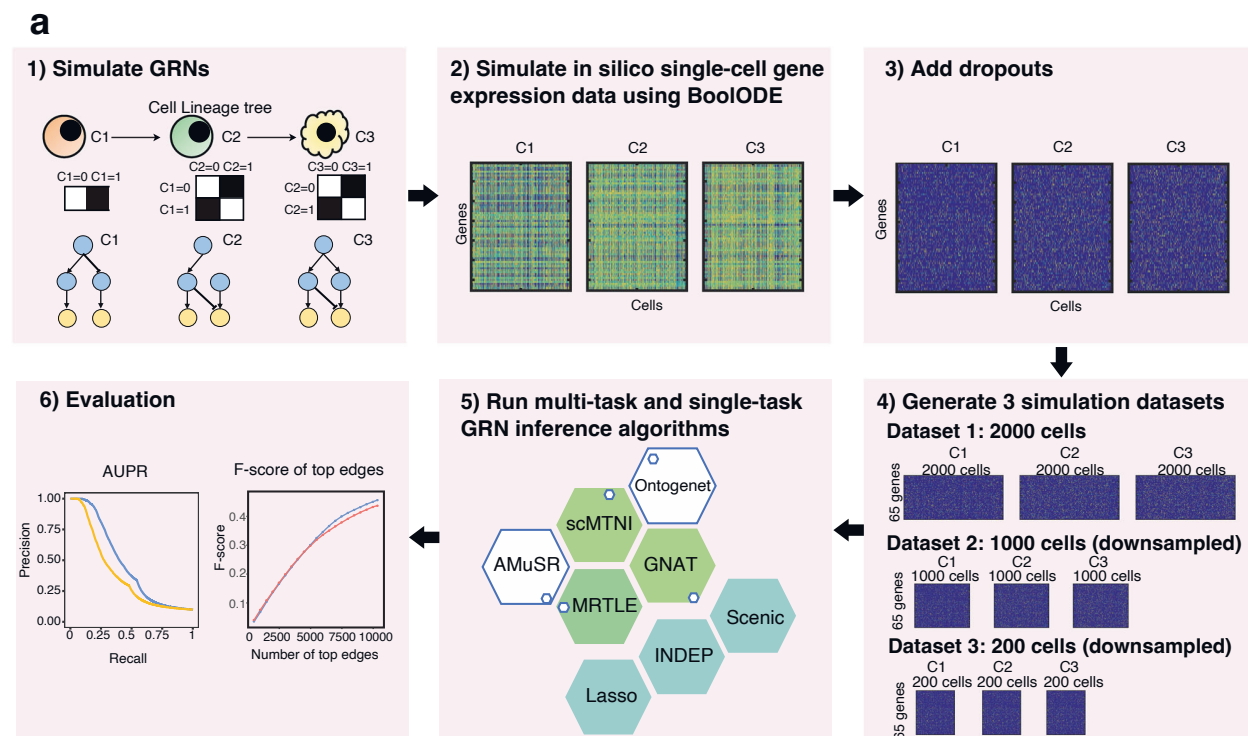 a
1) Simulate GRNs
Cell Lineage tree
C1
C2
C3
C1=0 C1=1
C2=0 C2=1
C1=0
C1=1
C3=0 C3=1
C2=0
C2=1
C1
C2
C3
2) Simulate in silico single-cell gene
expression data using BoolODE
C1
C2
C3
Genes
Cells
3) Add dropouts
C1
C2
C3
Genes
Cells
4) Generate 3 simulation datasets
Dataset 1: 2000 cells
C1
C2
C3
2000 cells
2000 cells
2000 cells
65 genes
Dataset 2: 1000 cells (downsampled)
C1
C2
C3
1000 cells
1000 cells
1000 cells
65 genes
Dataset 3: 200 cells (downsampled)
C1
C2
C3
200 cells
200 cells
200 cells
65 genes
5) Run multi-task and single-task
GRN inference algorithms
Ontogenet
scMTNI
AMuSR
GNAT
MRTLE
Scenic
INDEP
Lasso
6) Evaluation
AUPR
Precision
1.00
0.75
0.50
0.25
0.00
0 0.25 0.5 0.75 1
Recall
F-score of top edges
F-score
0.4
0.3
0.2
0.1
0 2500 5000 7500 10000
Number of top edges